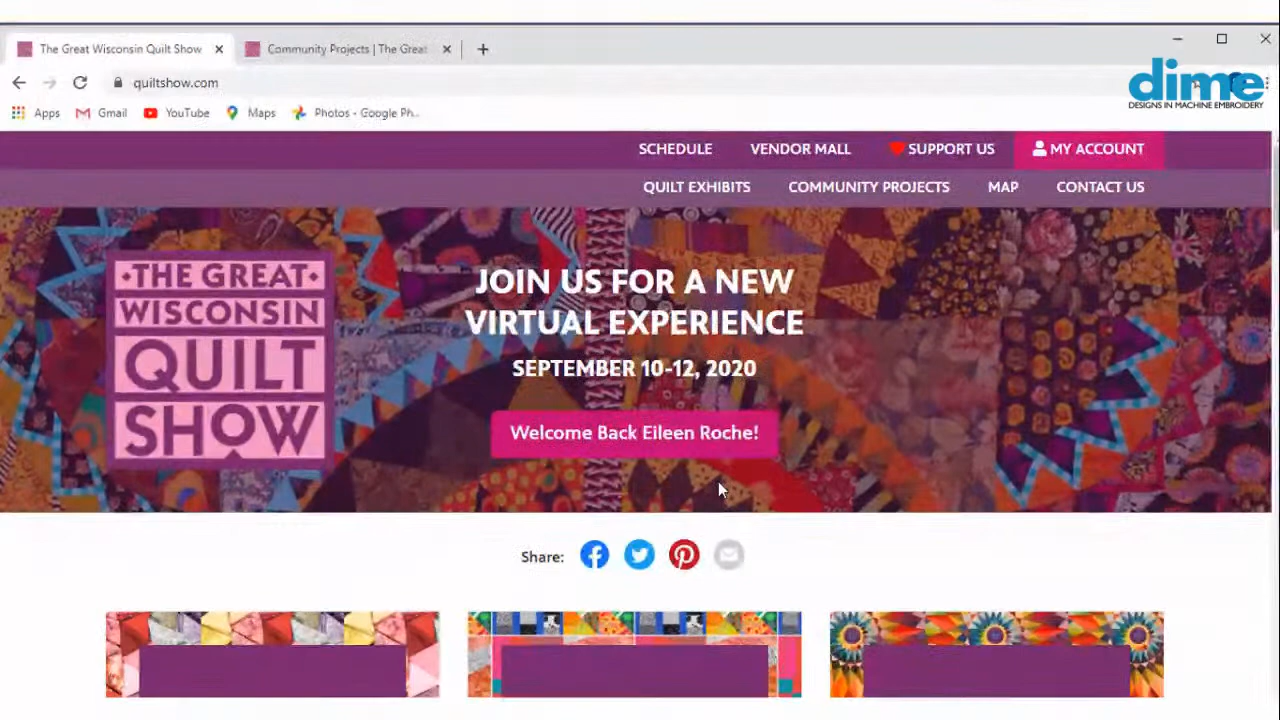 The Great Wisconsin Quilt Show
Community Projects | The Great
quiltshow.com
dime
DESIGNS IN MACHINE EMBROIDERY
Apps
Gmail
YouTube
Maps
Photos - Google Ph...
SCHEDULE
VENDOR MALL
SUPPORT US
MY ACCOUNT
QUILT EXHIBITS
COMMUNITY PROJECTS
MAP
CONTACT US
•THE GREAT•
WISCONSIN
QUILT
SHOW
JOIN US FOR A NEW
VIRTUAL EXPERIENCE
SEPTEMBER 10-12, 2020
Welcome Back Eileen Roche!
Share: